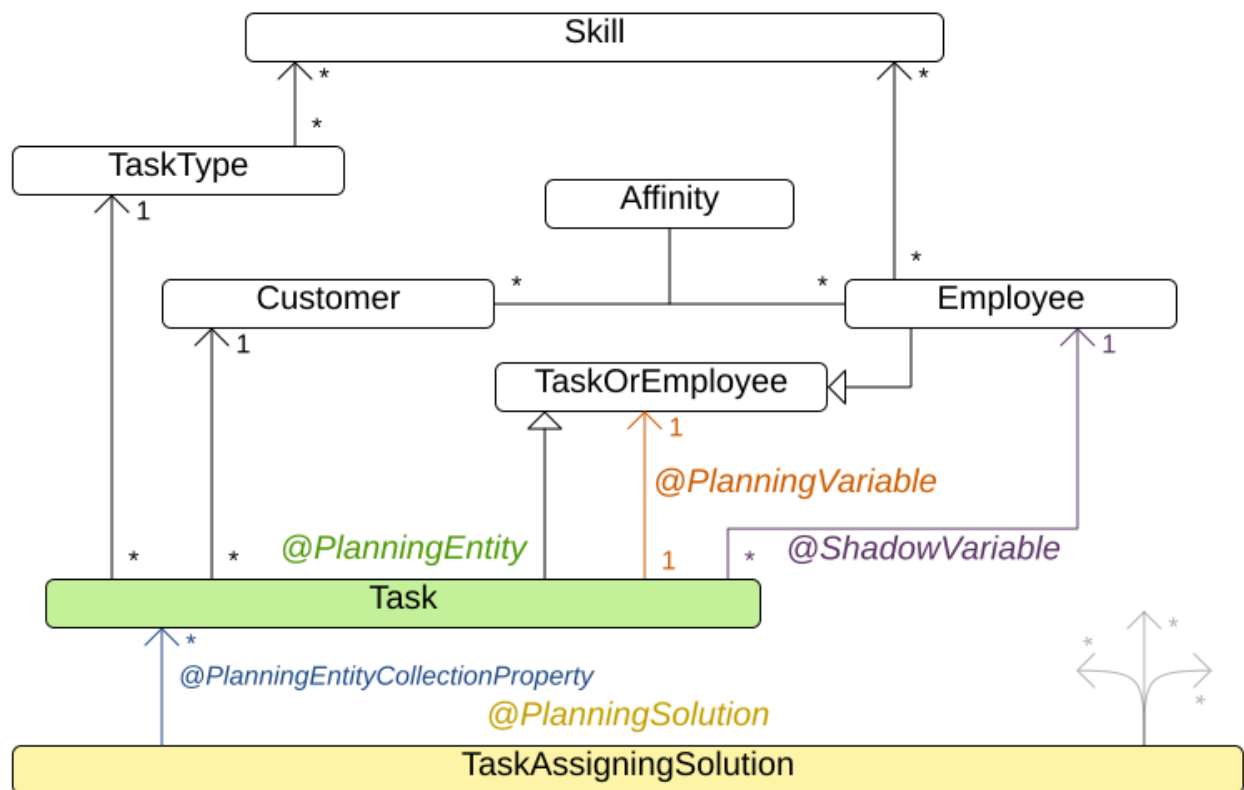 Skill
*
*
*
TaskType
1
Affinity
*
Customer
*
*
Employee
1
1
TaskOrEmployee
1
@PlanningVariable
@PlanningEntity
*
*
1
*
@ShadowVariable
Task
*
*
*
*
@PlanningEntityCollectionProperty
@PlanningSolution
TaskAssigningSolution